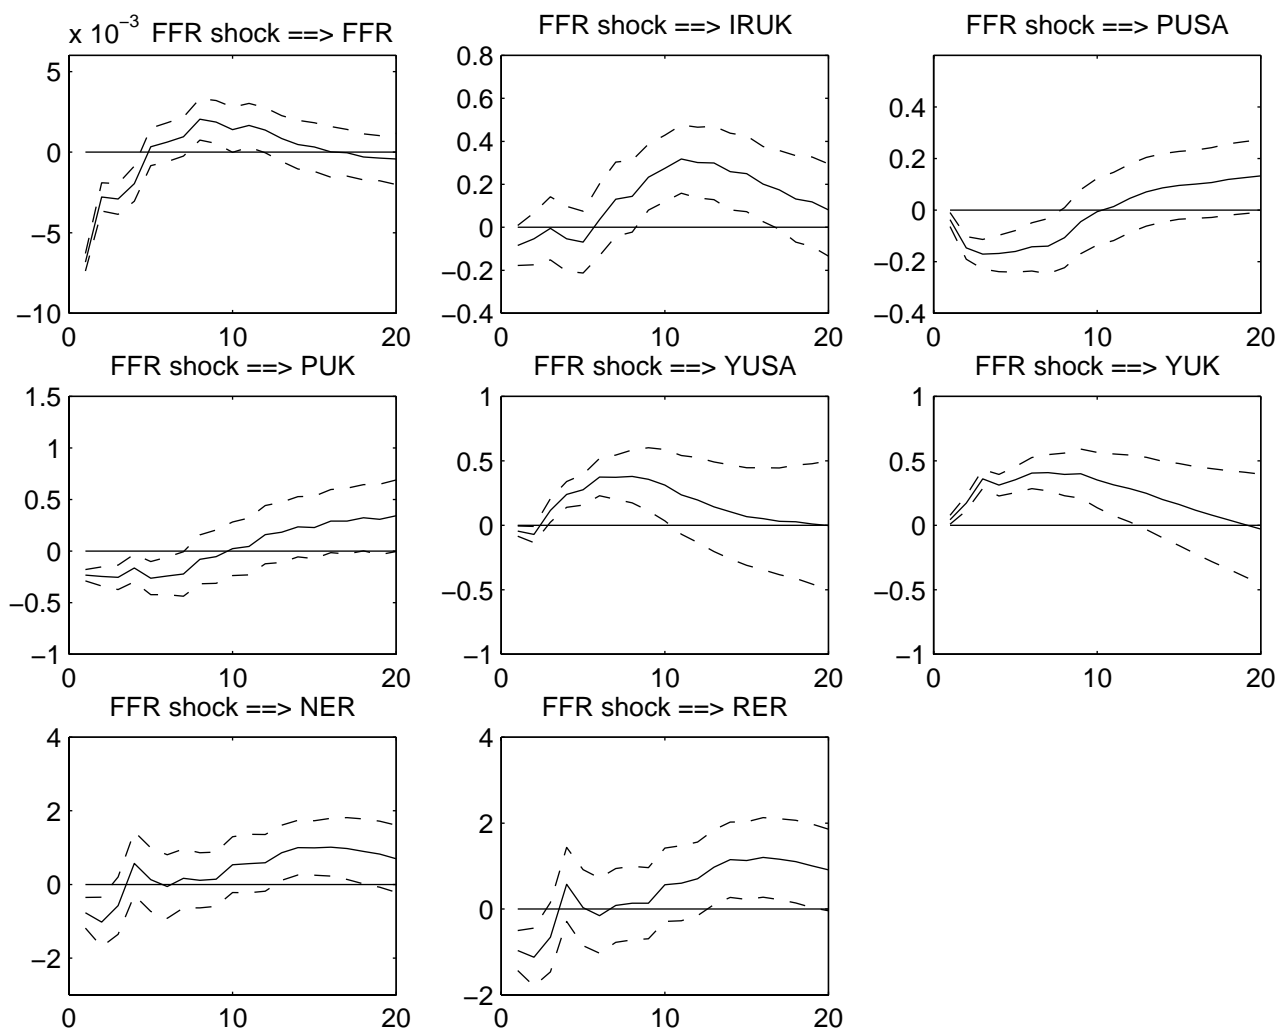 x 10⁻³ FFR shock ==> FFR
5
0
−5
−10
0 10 20
FFR shock ==> IRUK
0.8
0.6
0.4
0.2
0
−0.2
−0.4
0 10 20
FFR shock ==> PUSA
0.4
0.2
0
−0.2
−0.4
0 10 20
FFR shock ==> PUK
1.5
1
0.5
0
−0.5
−1
0 10 20
FFR shock ==> YUSA
1
0.5
0
−0.5
−1
0 10 20
FFR shock ==> YUK
1
0.5
0
−0.5
−1
0 10 20
FFR shock ==> NER
4
2
0
−2
0 10 20
FFR shock ==> RER
4
2
0
−2
0 10 20